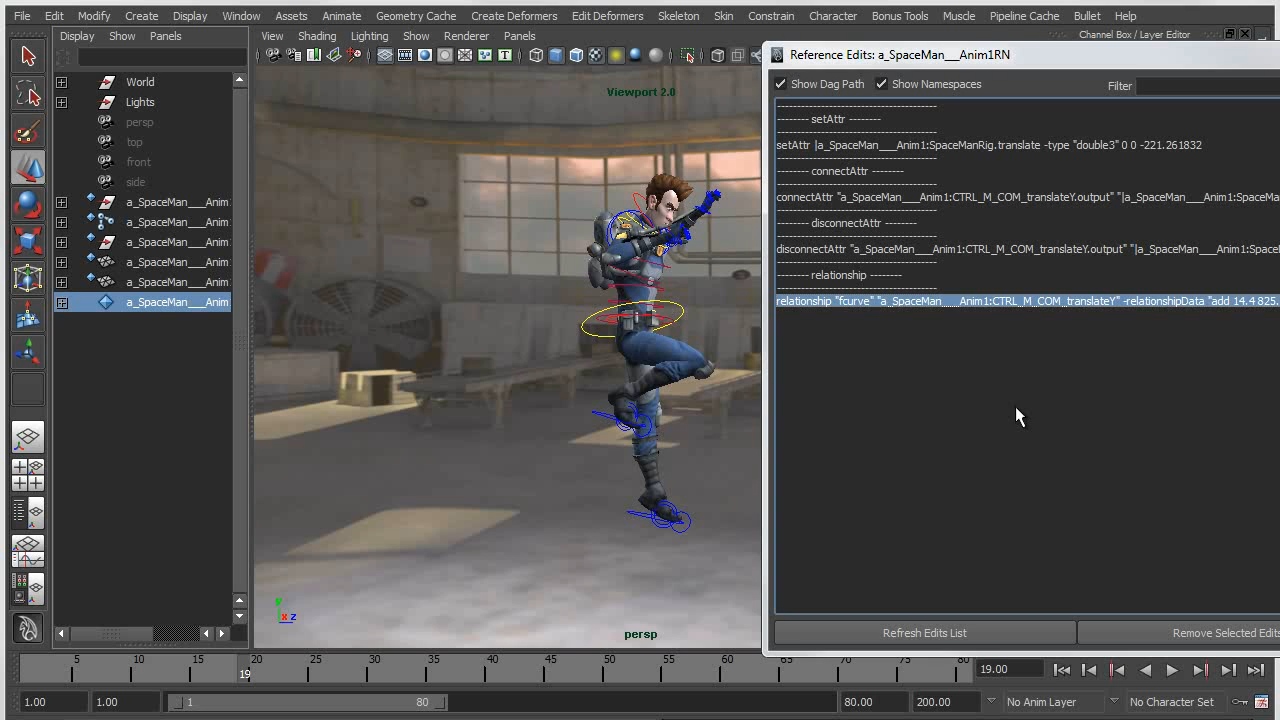 File Edit Modify Create Display Window Assets Animate Geometry Cache Create Deformers Edit Deformers Skeleton Skin Constrain Character Bonus Tools Muscle Pipeline Cache Bullet Help
Display Show Panels
View Shading Lighting Show Renderer Panels
Channel Box / Layer Editor
World
Lights
persp
top
front
side
a_SpaceMan___Anim
a_SpaceMan___Anim
a_SpaceMan___Anim
a_SpaceMan___Anim
a_SpaceMan___Anim
a_SpaceMan___Anim
Viewport 2.0
persp
y
x z
T
Reference Edits: a_SpaceMan___Anim1RN
Show Dag Path Show Namespaces Filter
----------------------------------------
-------- setAttr --------
----------------------------------------
setAttr |a_SpaceMan___Anim1:SpaceManRig.translate -type "double3" 0 0 -221.261832
----------------------------------------
-------- connectAttr --------
----------------------------------------
connectAttr "a_SpaceMan___Anim1:CTRL_M_COM_translateY.output" "|a_SpaceMan___Anim1:SpaceMa
----------------------------------------
-------- disconnectAttr --------
----------------------------------------
disconnectAttr "a_SpaceMan___Anim1:CTRL_M_COM_translateY.output" "|a_SpaceMan___Anim1:Space
----------------------------------------
-------- relationship --------
----------------------------------------
relationship "fcurve" "a_SpaceMan___Anim1:CTRL_M_COM_translateY" -relationshipData "add 14.4 825.
Refresh Edits List Remove Selected Edits
5 10 15 19 20 25 30 35 40 45 50 55 60 65 70 75 80
19.00
1.00 1.00 1 80 80.00 200.00 No Anim Layer No Character Set